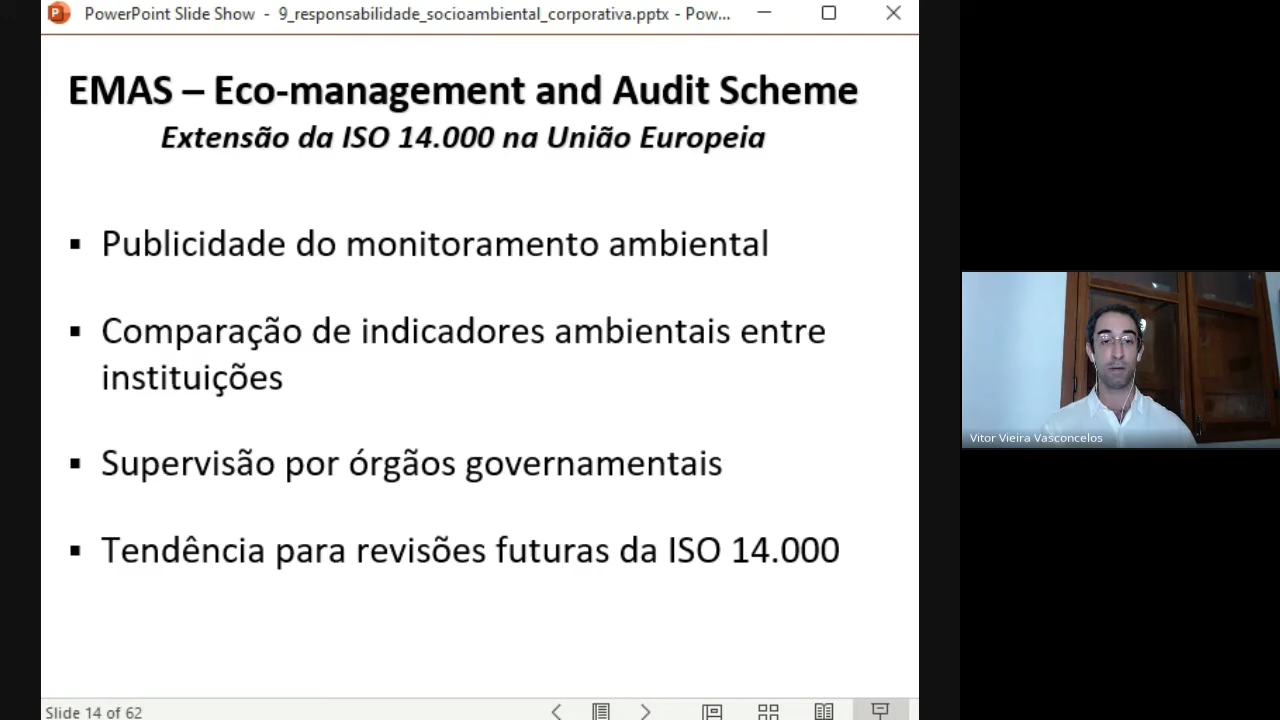 PowerPoint Slide Show - 9_responsabilidade_socioambiental_corporativa.pptx - Pow...
EMAS – Eco-management and Audit Scheme
Extensão da ISO 14.000 na União Europeia
▪ Publicidade do monitoramento ambiental
▪ Comparação de indicadores ambientais entre
instituições
▪ Supervisão por órgãos governamentais
▪ Tendência para revisões futuras da ISO 14.000
Vitor Vieira Vasconcelos
Slide 14 of 62